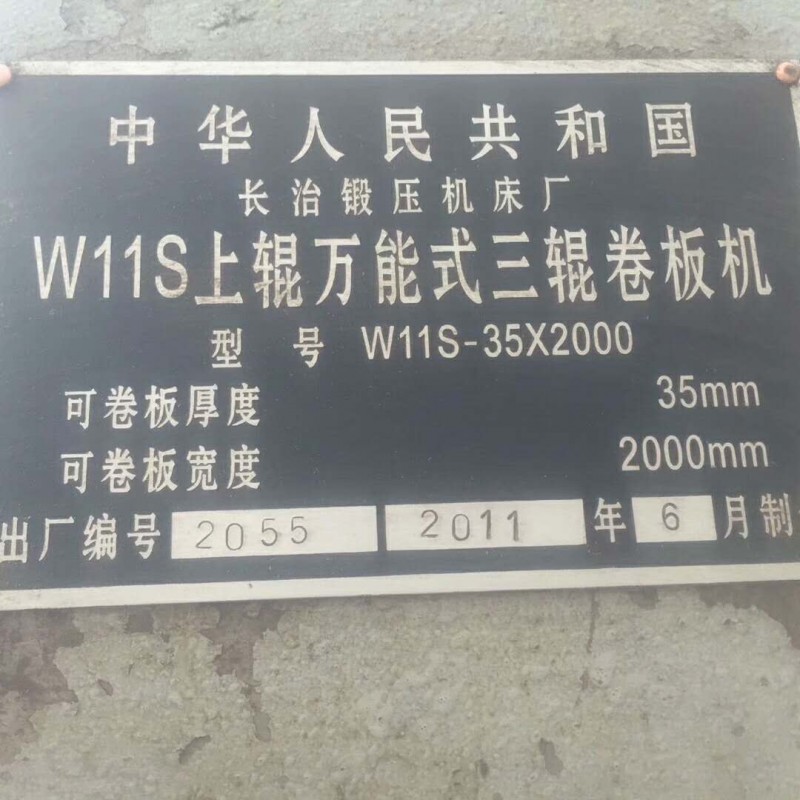 中华人民共和国
长治锻压机床厂
W11S上辊万能式三辊卷板机
型号 W11S-35X2000
可卷板厚度 35mm
可卷板宽度 2000mm
出厂编号 2055 2011 年 6 月制